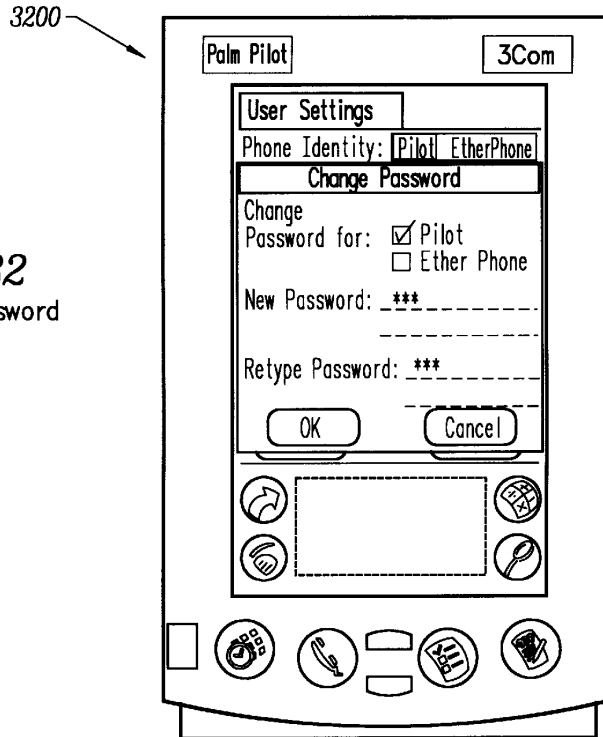 3200
Palm Pilot
3Com
User Settings
Phone Identity: Pilot EtherPhone
Change Password
Change
Password for: Pilot
Ether Phone
New Password: ***
Retype Password: ***
OK
Cancel